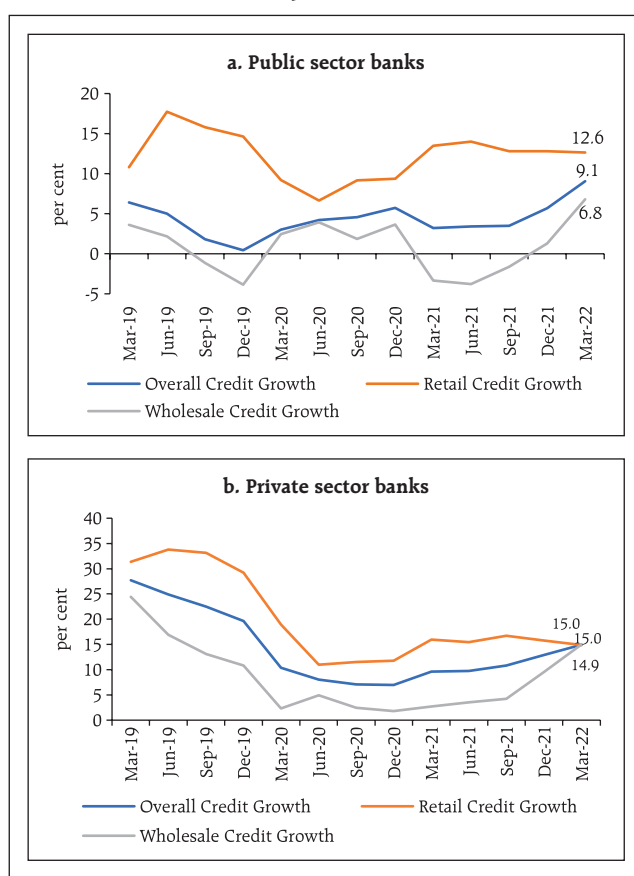 a. Public sector banks
per cent
20
15
10
5
0
-5
12.6
9.1
6.8
Mar-19
Jun-19
Sep-19
Dec-19
Mar-20
Jun-20
Sep-20
Dec-20
Mar-21
Jun-21
Sep-21
Dec-21
Mar-22
Overall Credit Growth
Retail Credit Growth
Wholesale Credit Growth
b. Private sector banks
per cent
40
35
30
25
20
15
10
5
0
15.0
15.0
14.9
Mar-19
Jun-19
Sep-19
Dec-19
Mar-20
Jun-20
Sep-20
Dec-20
Mar-21
Jun-21
Sep-21
Dec-21
Mar-22
Overall Credit Growth
Retail Credit Growth
Wholesale Credit Growth